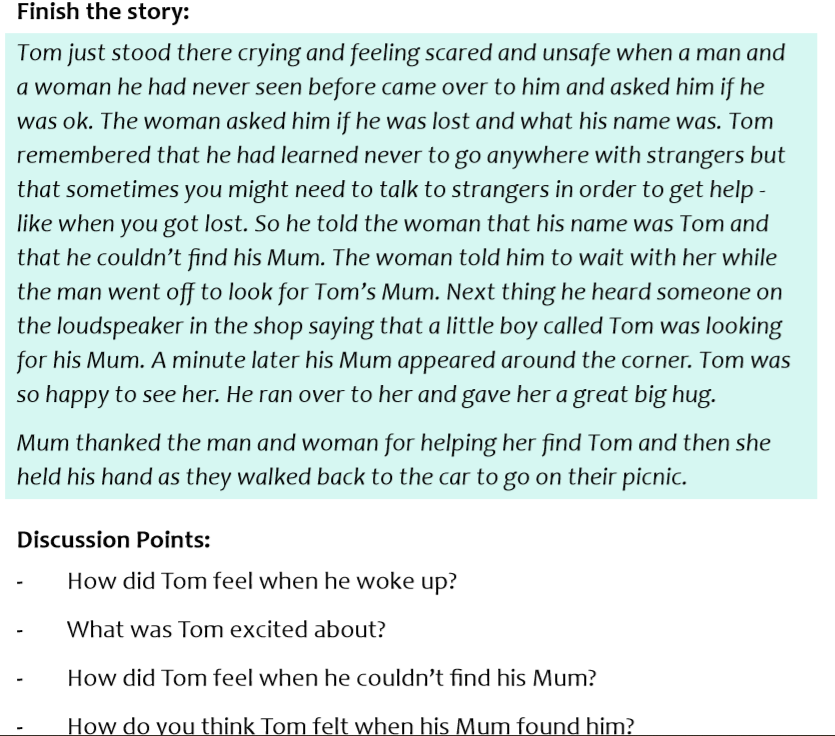 Finish the story:
Tom just stood there crying and feeling scared and unsafe when a man and
a woman he had never seen before came over to him and asked him if he
was ok. The woman asked him if he was lost and what his name was. Tom
remembered that he had learned never to go anywhere with strangers but
that sometimes you might need to talk to strangers in order to get help -
like when you got lost. So he told the woman that his name was Tom and
that he couldn’t find his Mum. The woman told him to wait with her while
the man went off to look for Tom’s Mum. Next thing he heard someone on
the loudspeaker in the shop saying that a little boy called Tom was looking
for his Mum. A minute later his Mum appeared around the corner. Tom was
so happy to see her. He ran over to her and gave her a great big hug.
Mum thanked the man and woman for helping her find Tom and then she
held his hand as they walked back to the car to go on their picnic.
Discussion Points:
- How did Tom feel when he woke up?
- What was Tom excited about?
- How did Tom feel when he couldn’t find his Mum?
- How do you think Tom felt when his Mum found him?